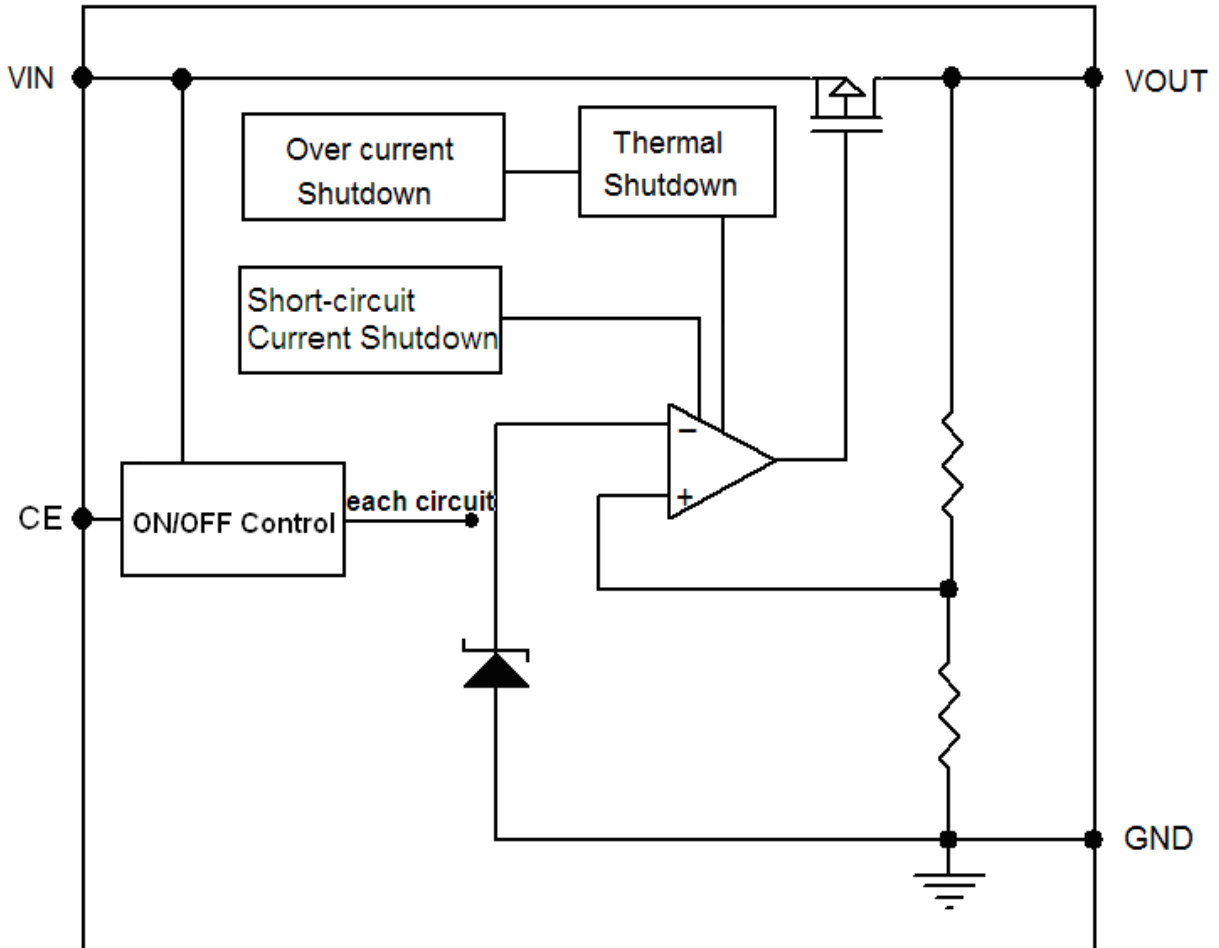 VIN
VOUT
Over current
Shutdown
Thermal
Shutdown
Short-circuit
Current Shutdown
−
+
CE
ON/OFF Control
each circuit
GND